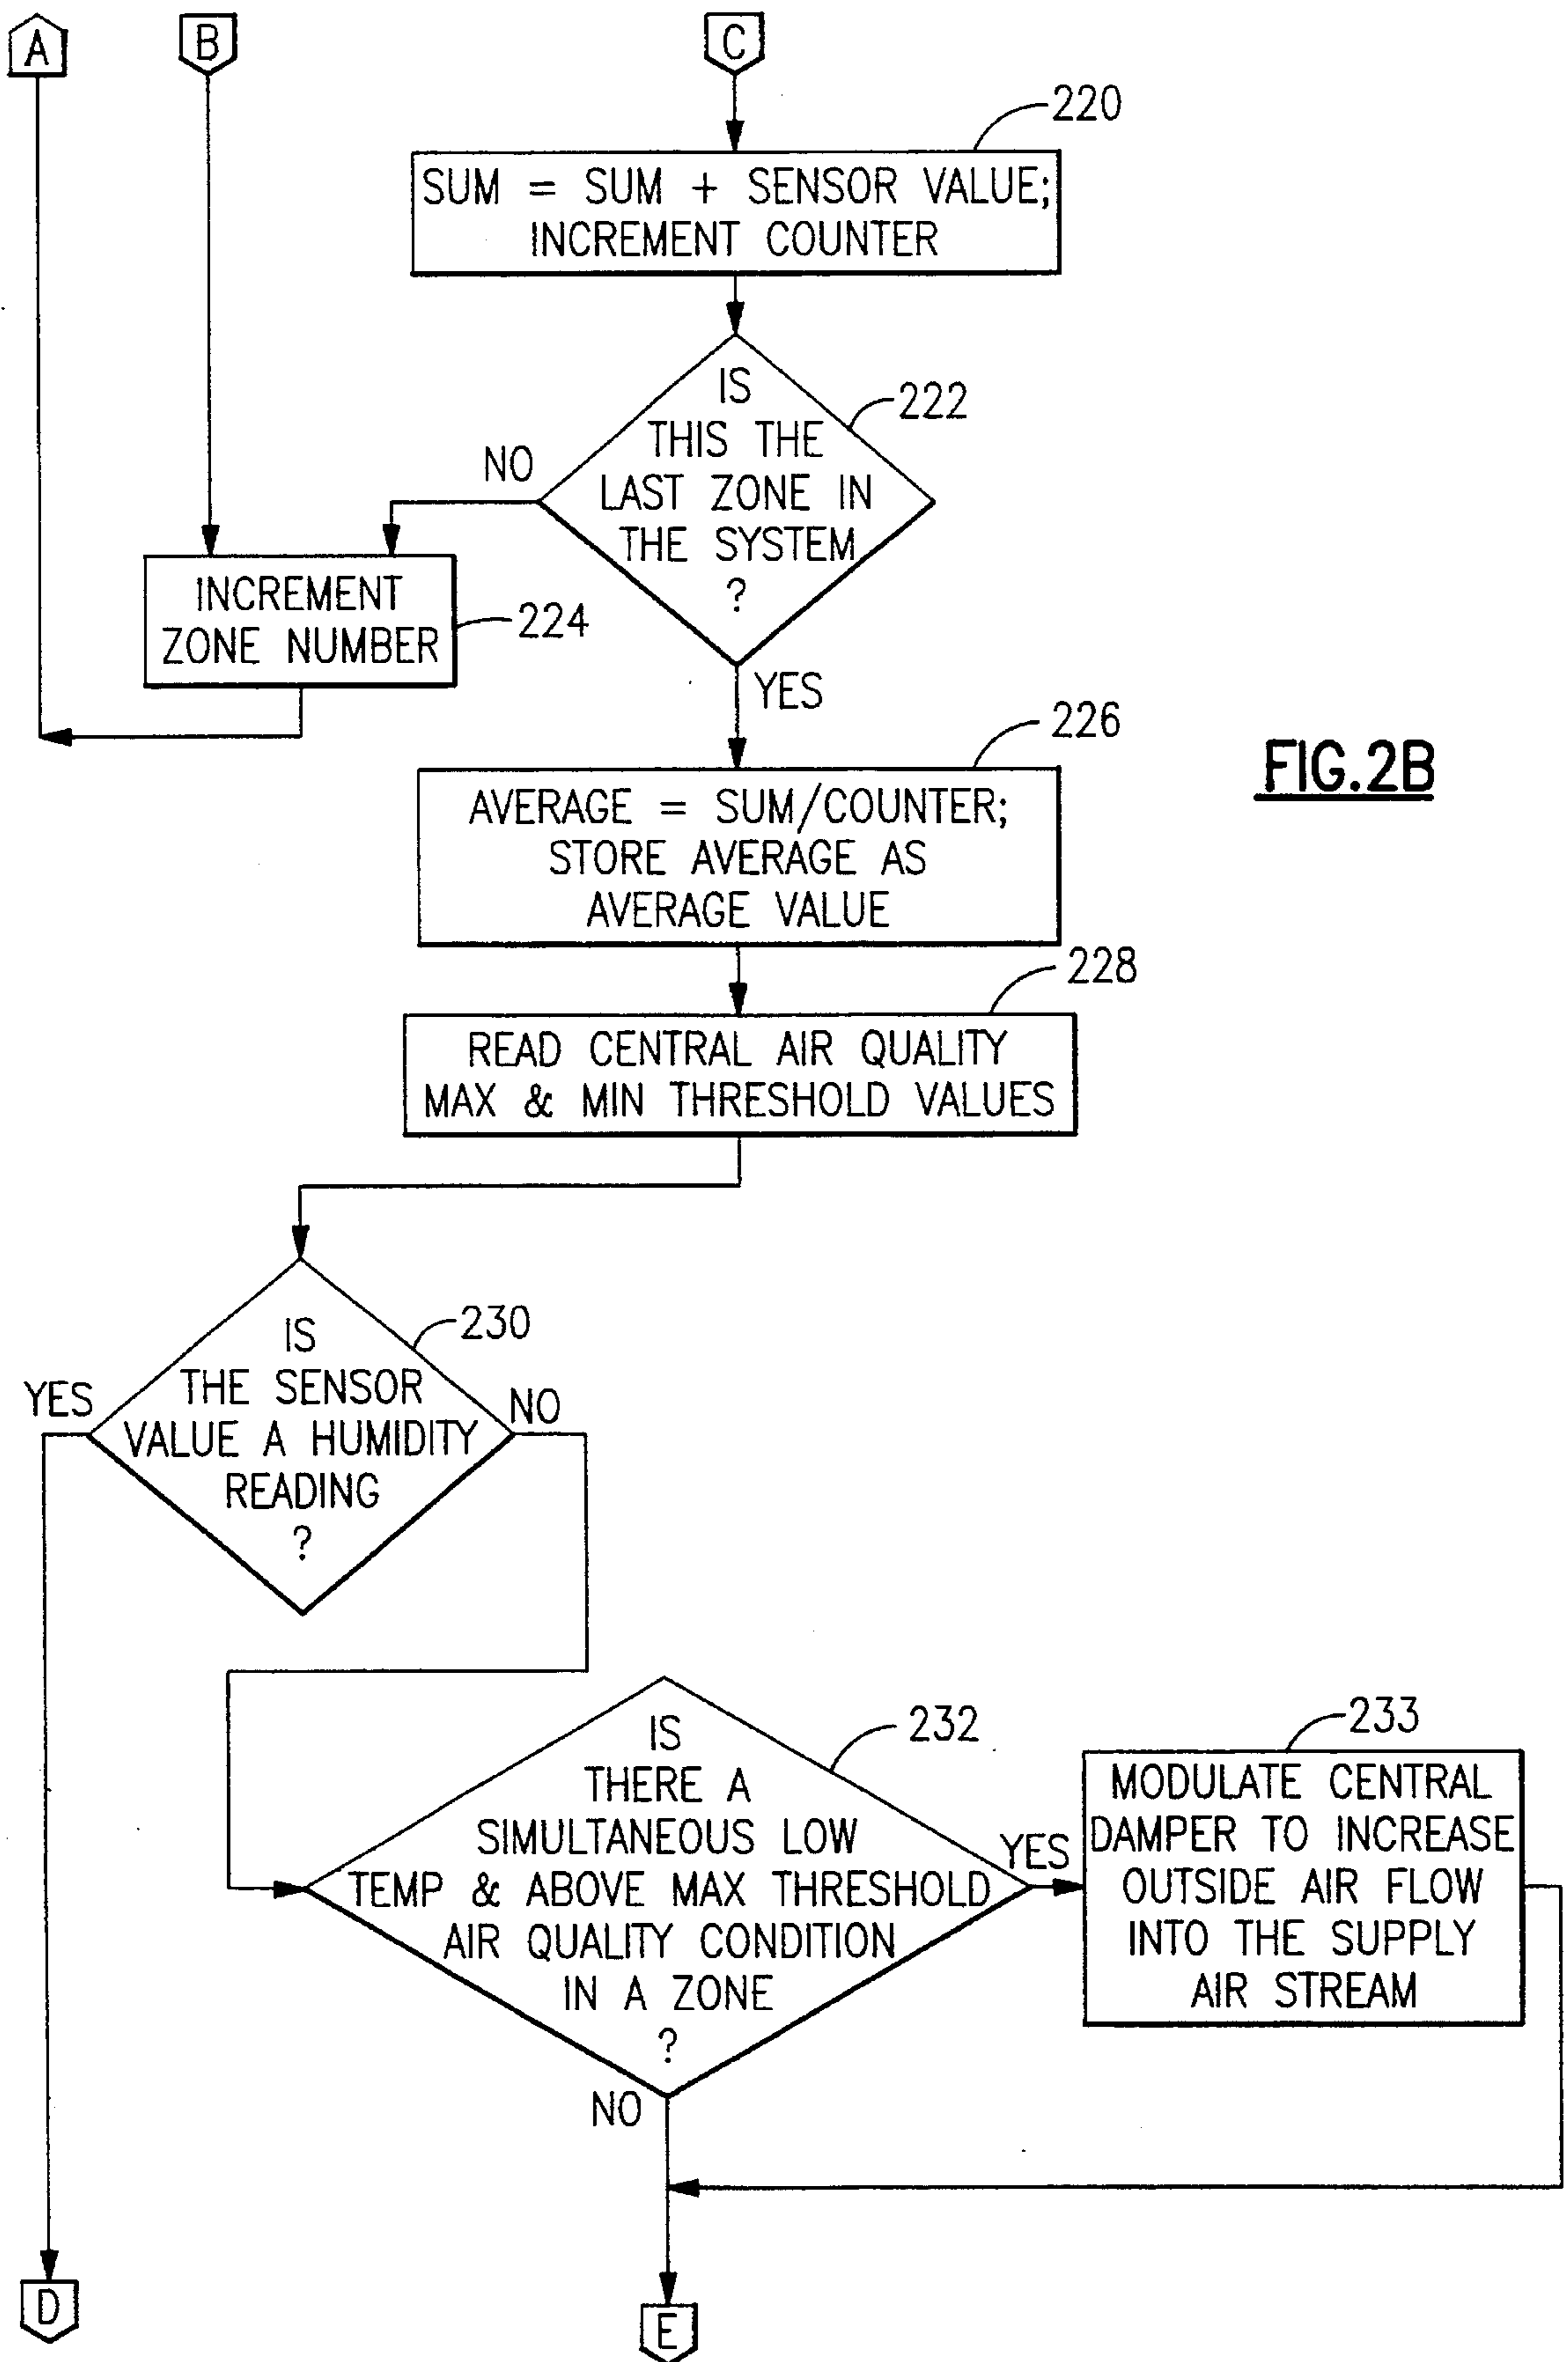 A
B
C
220
SUM = SUM + SENSOR VALUE;
INCREMENT COUNTER
222
IS
THIS THE
LAST ZONE IN
THE SYSTEM
?
NO
INCREMENT
ZONE NUMBER
224
YES
226
FIG.2B
AVERAGE = SUM/COUNTER;
STORE AVERAGE AS
AVERAGE VALUE
228
READ CENTRAL AIR QUALITY
MAX & MIN THRESHOLD VALUES
230
IS
THE SENSOR
VALUE A HUMIDITY
READING
?
YES
NO
232
IS
THERE A
SIMULTANEOUS LOW
TEMP & ABOVE MAX THRESHOLD
AIR QUALITY CONDITION
IN A ZONE
?
YES
233
MODULATE CENTRAL
DAMPER TO INCREASE
OUTSIDE AIR FLOW
INTO THE SUPPLY
AIR STREAM
NO
D
E